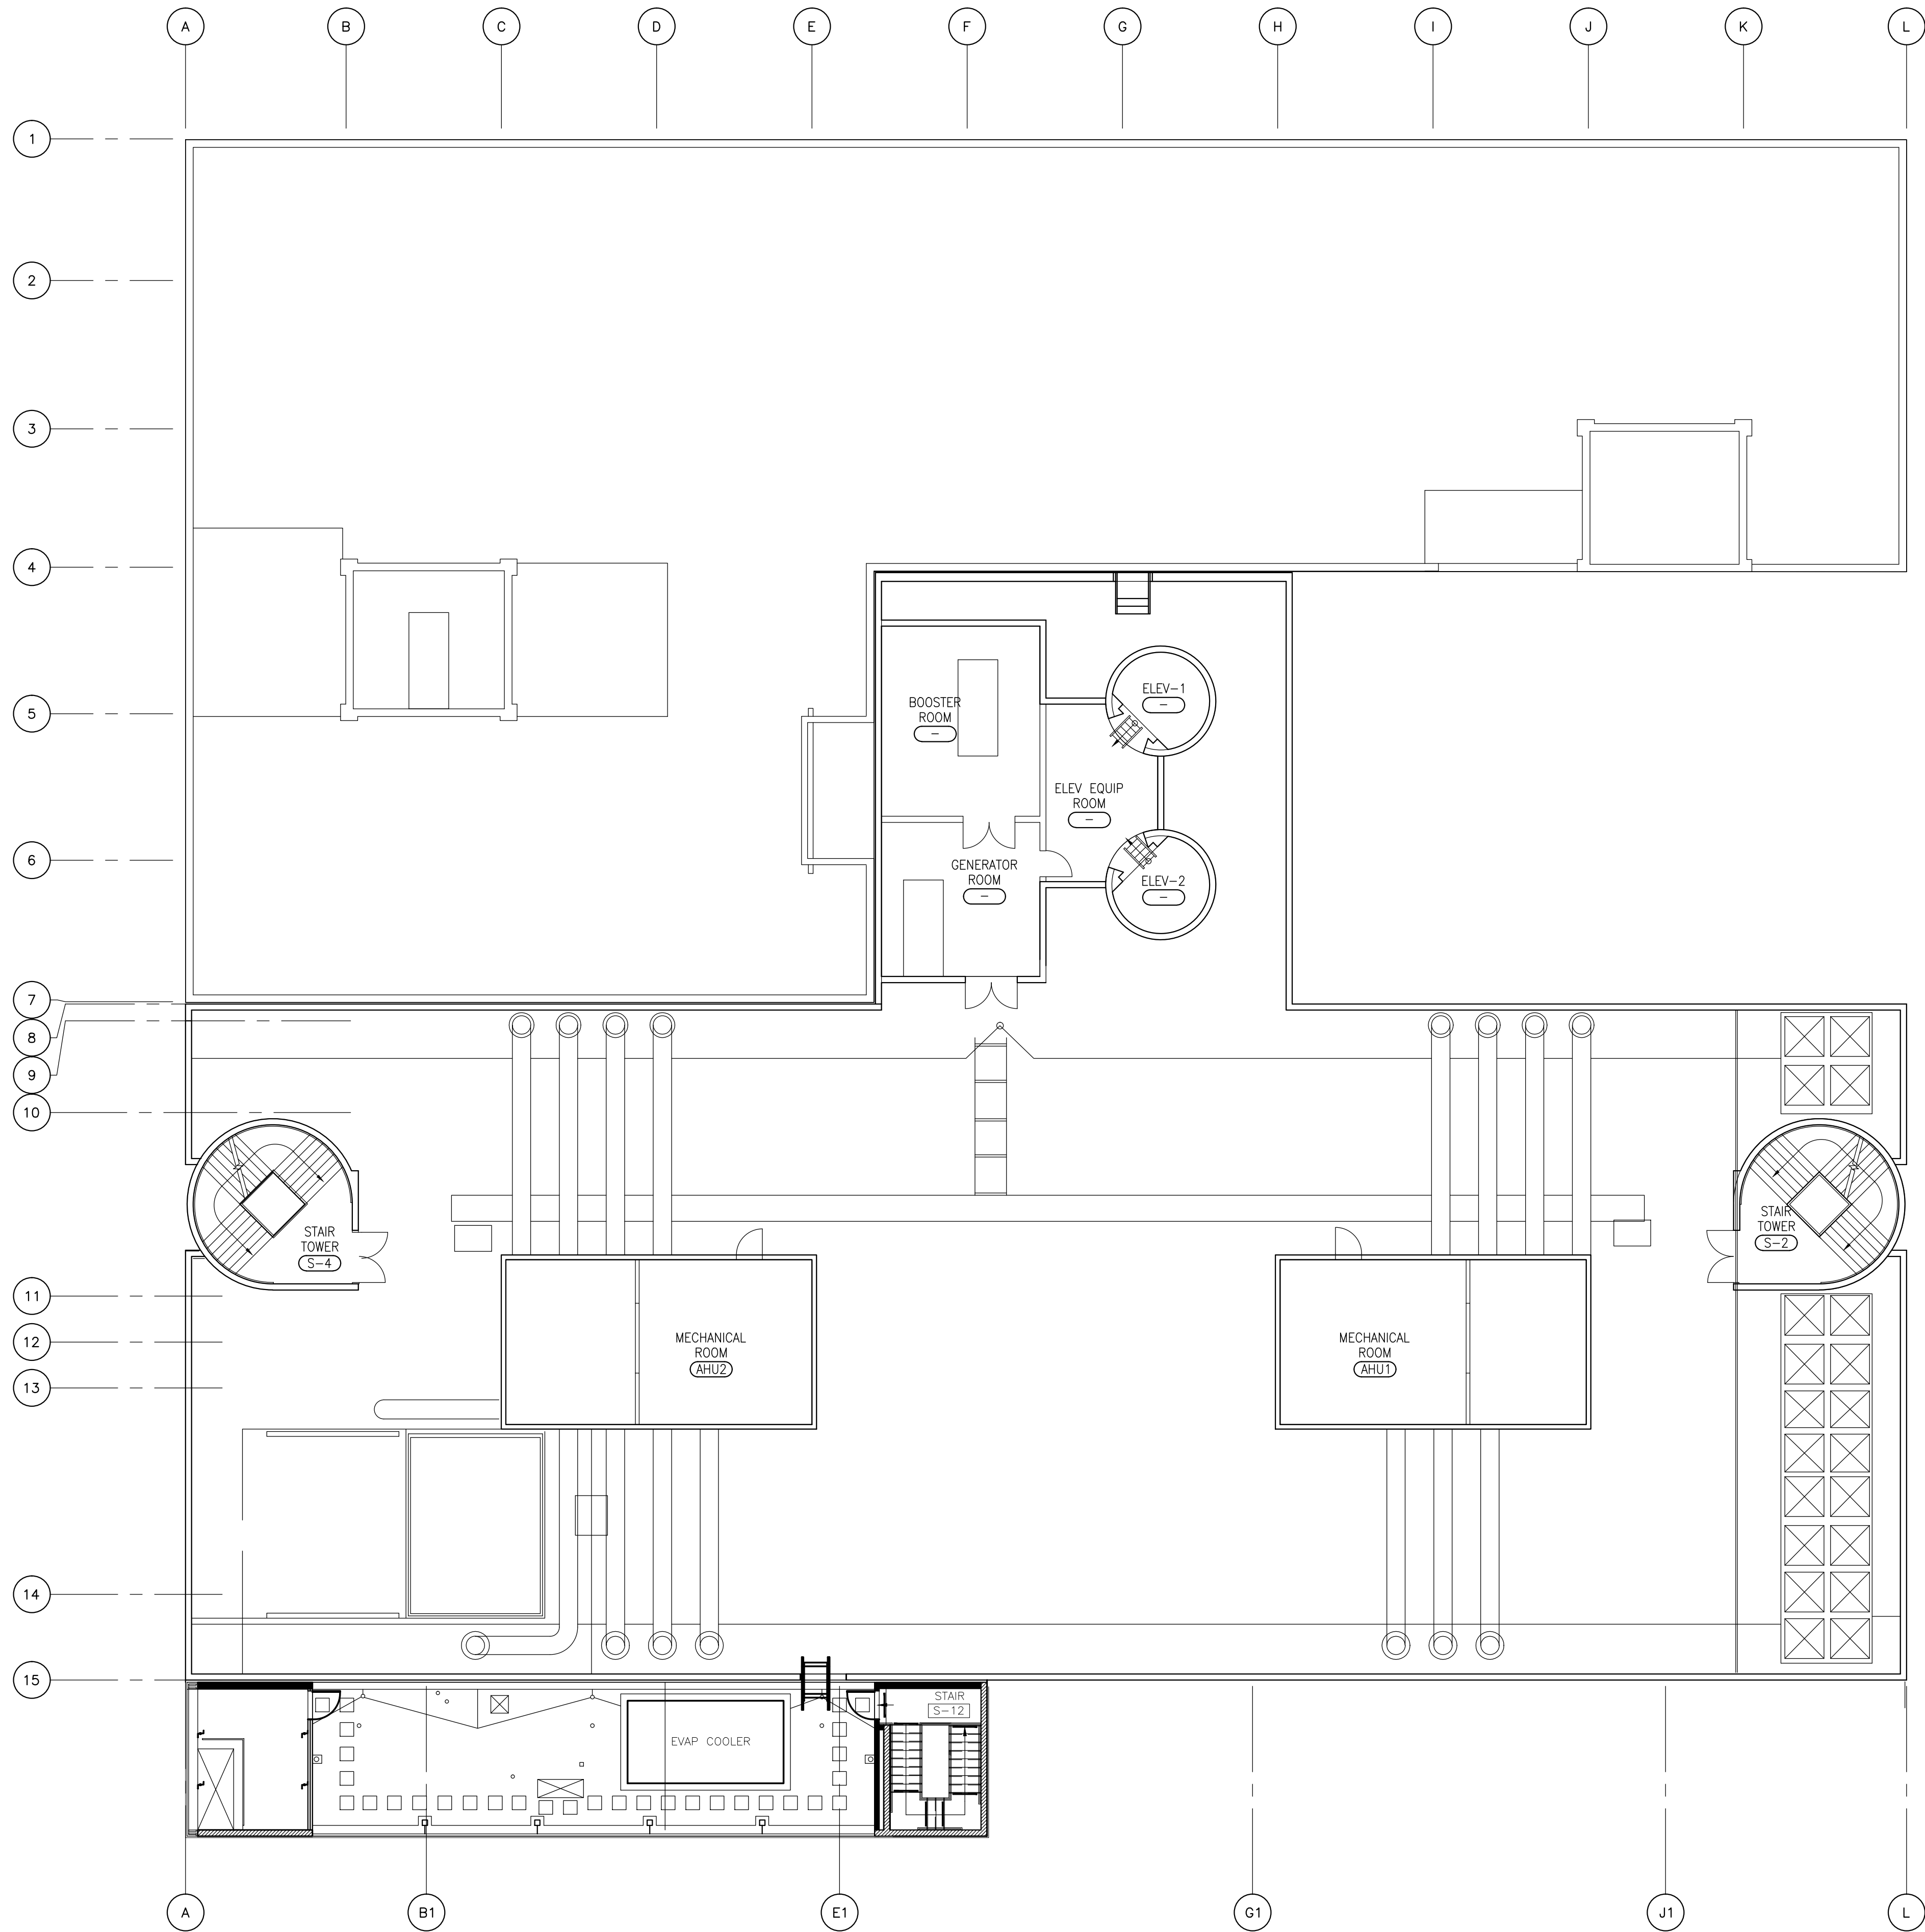 A B C D E F G H I J K L
1
2
3
4
5
6
7
8
9
10
11
12
13
14
15
ELEV-1
-
BOOSTER
ROOM
-
ELEV EQUIP
ROOM
-
GENERATOR
ROOM
-
ELEV-2
-
STAIR
TOWER
S-4
STAIR
TOWER
S-2
MECHANICAL
ROOM
AHU2
MECHANICAL
ROOM
AHU1
STAIR
S-12
EVAP COOLER
A B1 E1 G1 J1 L